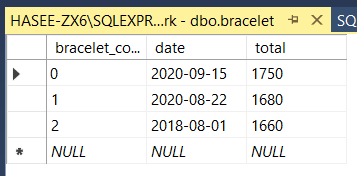 HASEE-ZX6\SQLEXPR...rk - dbo.bracelet SQ
bracelet_co... date total
0 2020-09-15 1750
1 2020-08-22 1680
2 2018-08-01 1660
NULL NULL NULL